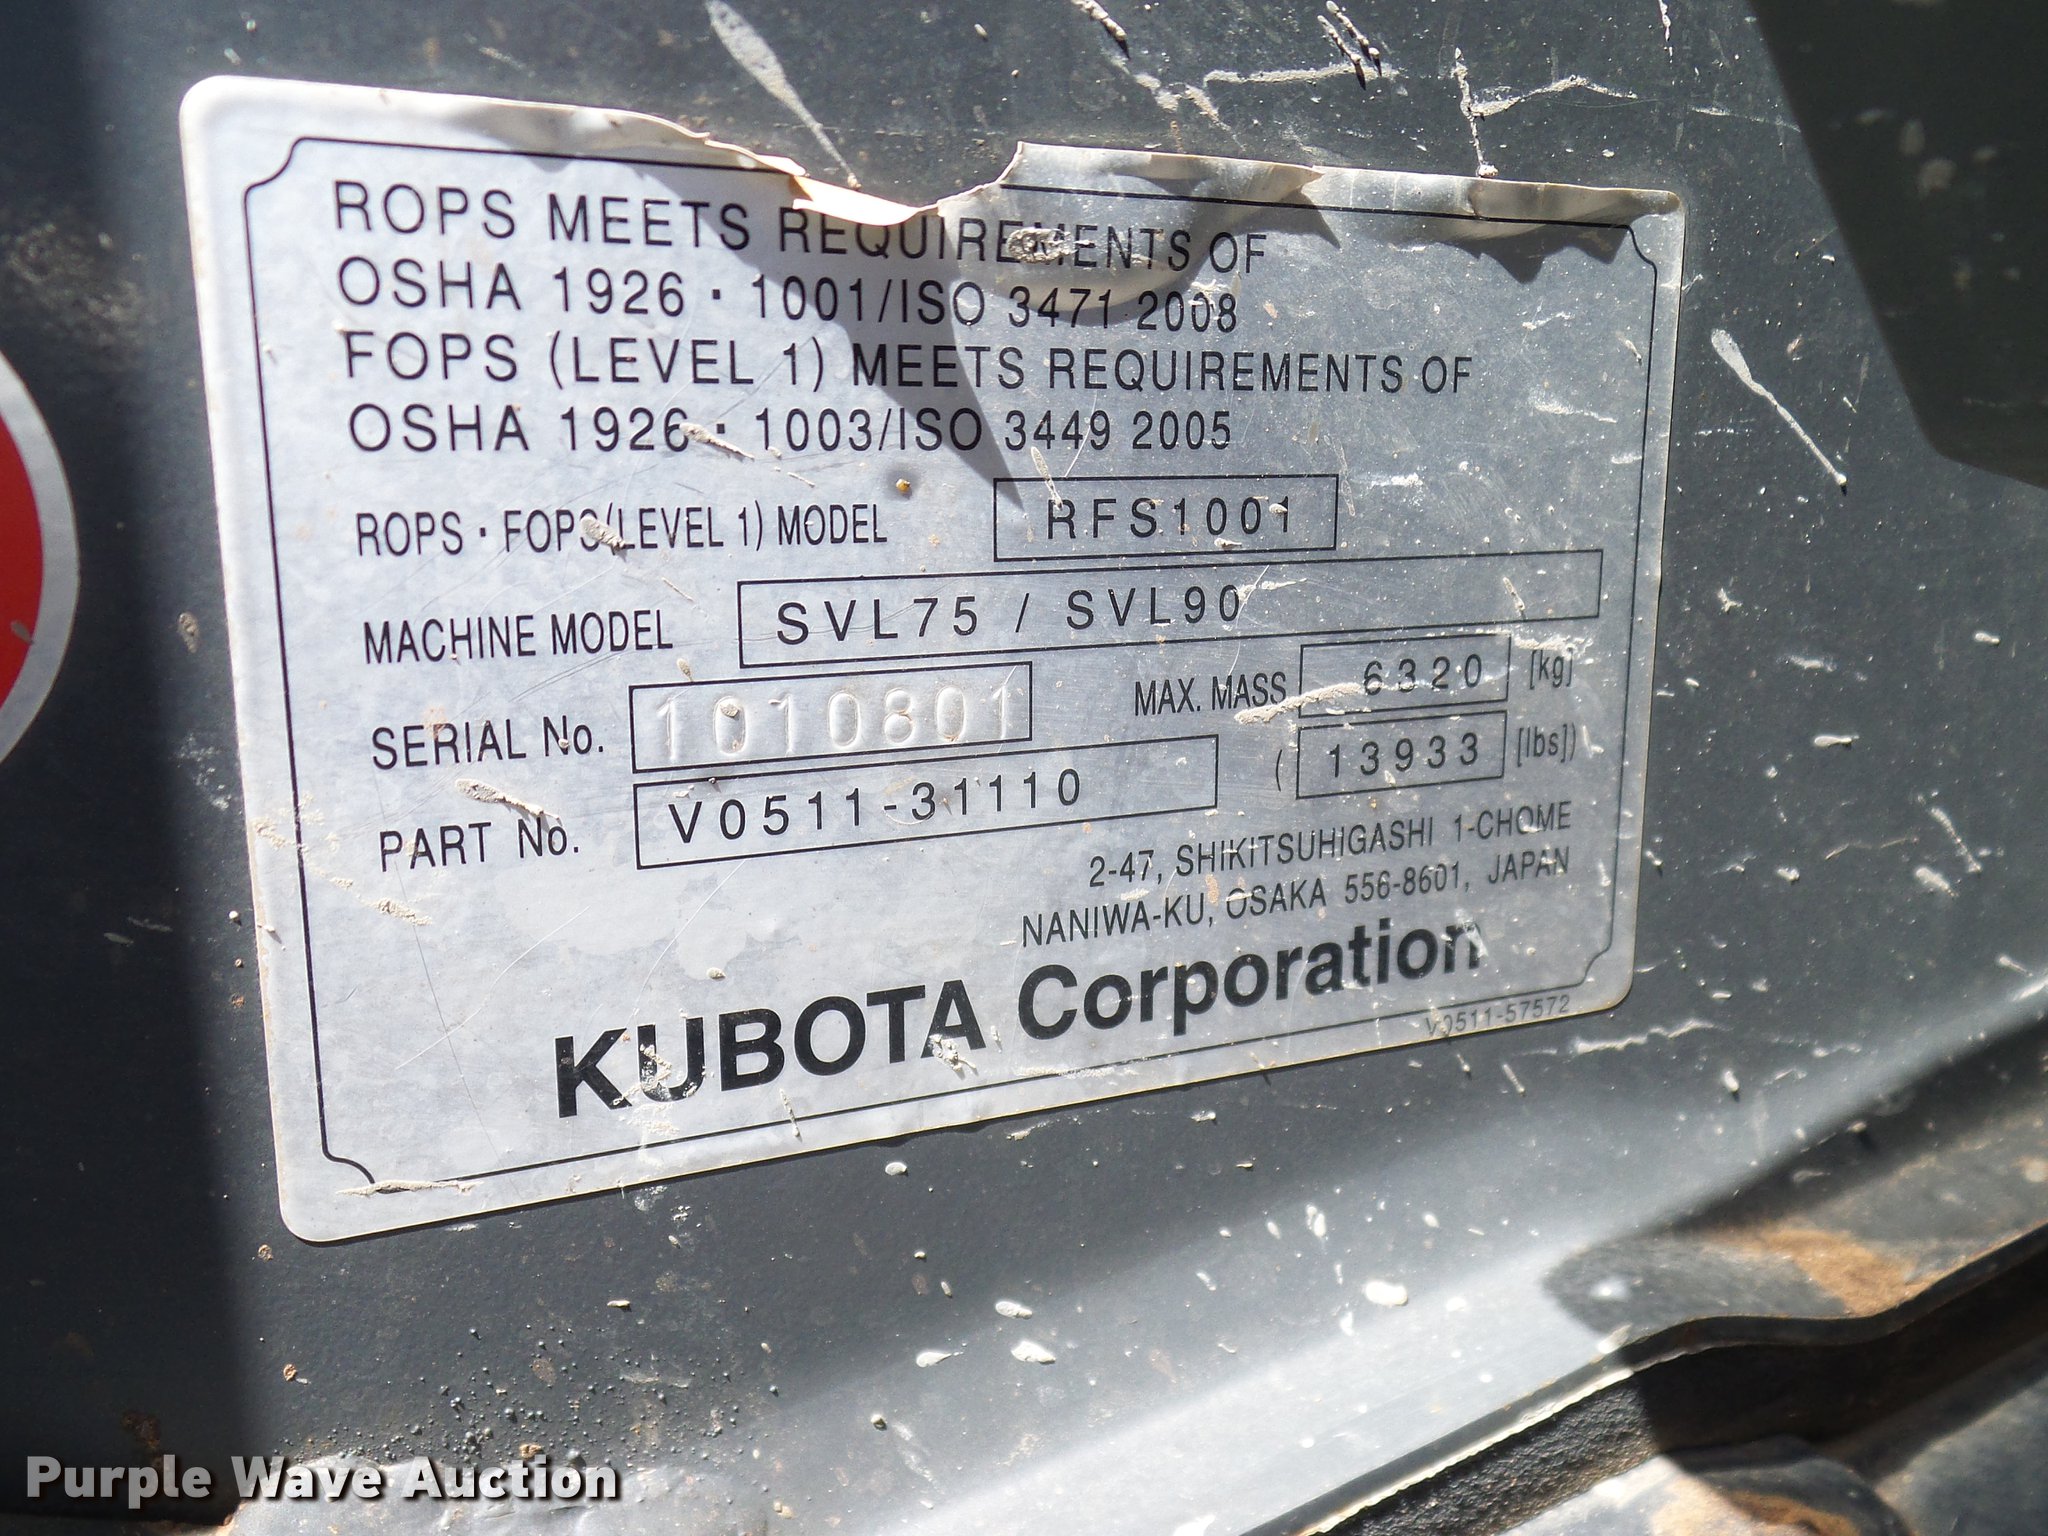 ROPS MEETS REQUIREMENTS OF
OSHA 1926 · 1001/ISO 3471 2008
FOPS (LEVEL 1) MEETS REQUIREMENTS OF
OSHA 1926 · 1003/ISO 3449 2005
ROPS · FOPS(LEVEL 1) MODEL RFS1001
MACHINE MODEL SVL75 / SVL90
SERIAL No. 1010801 MAX. MASS 6320 [kg]
(13933 [lbs])
PART No. V0511-31110
2-47, SHIKITSUHIGASHI 1-CHOME
NANIWA-KU, OSAKA 556-8601, JAPAN
KUBOTA Corporation
V0511-57572
Purple Wave Auction